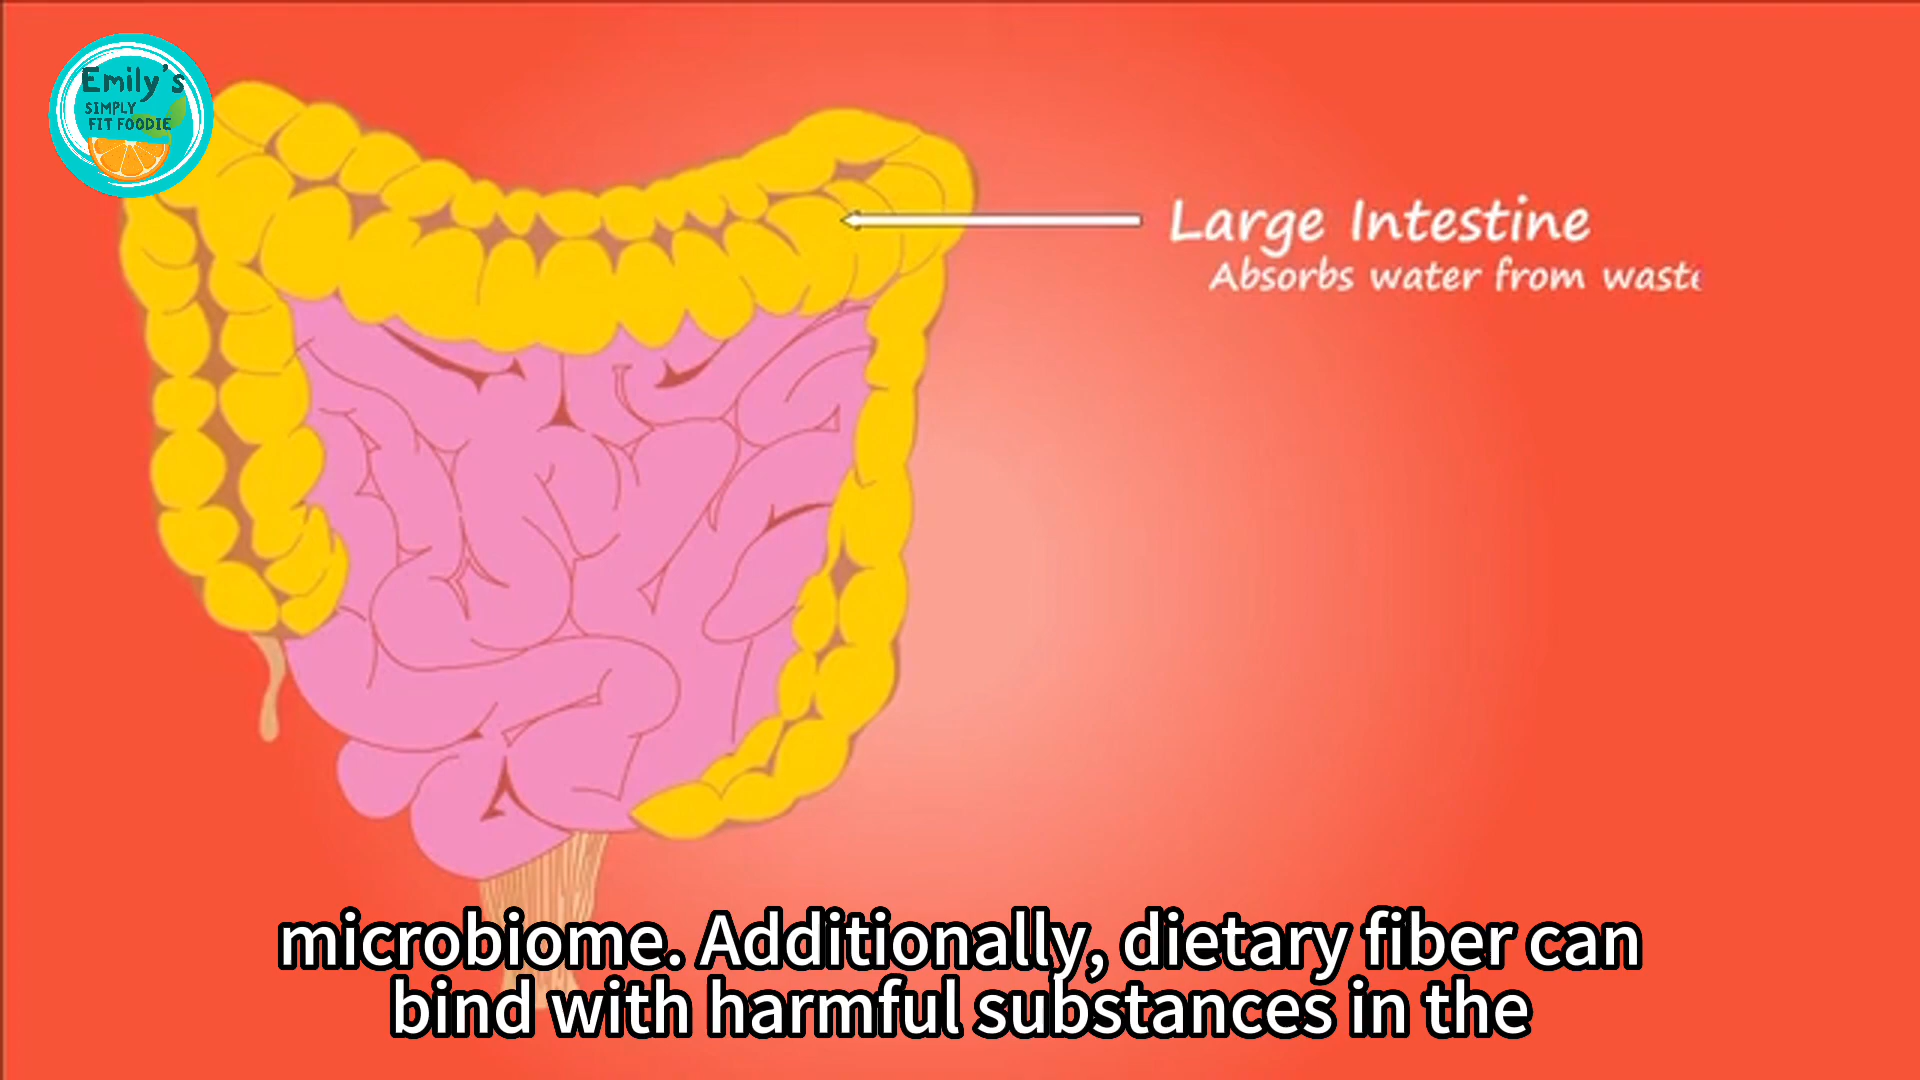 Emily's
SIMPLY
FIT FOODIE
Large Intestine
Absorbs water from waste
microbiome. Additionally, dietary fiber can
bind with harmful substances in the